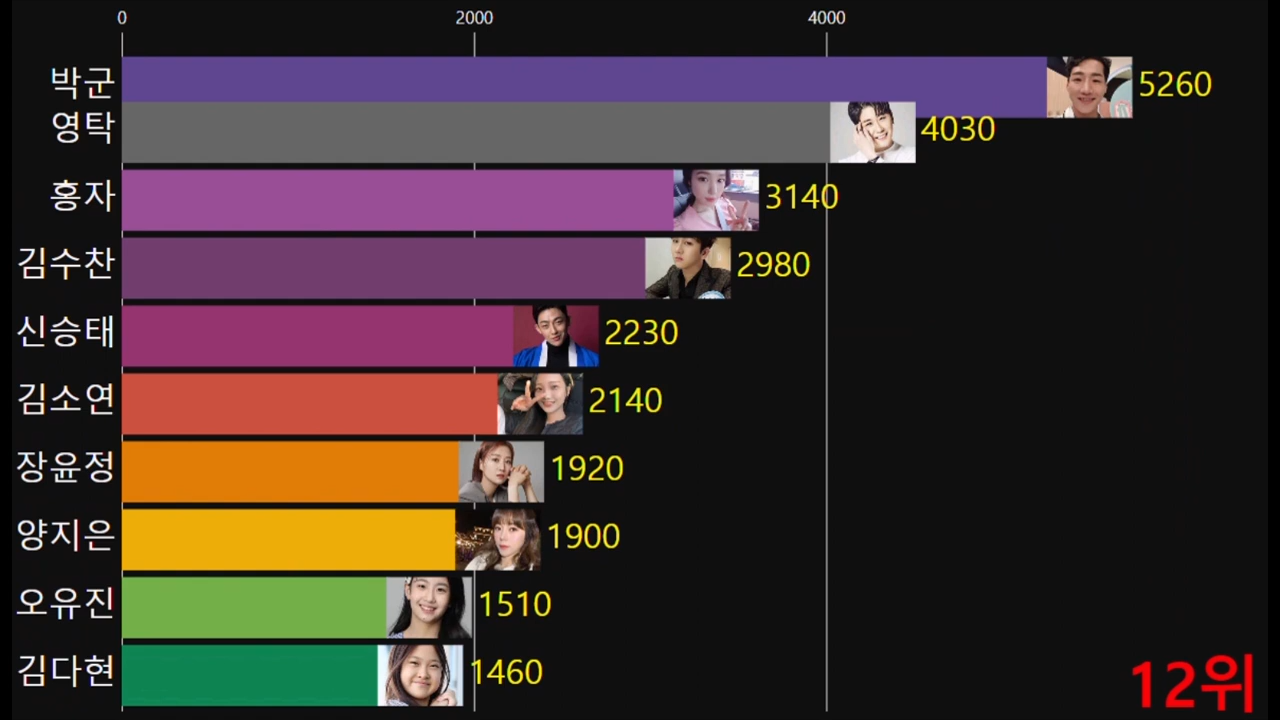 0 2000 4000
박군 5260
영탁 4030
홍자 3140
김수찬 2980
신승태 2230
김소연 2140
장윤정 1920
양지은 1900
오유진 1510
김다현 1460
12위